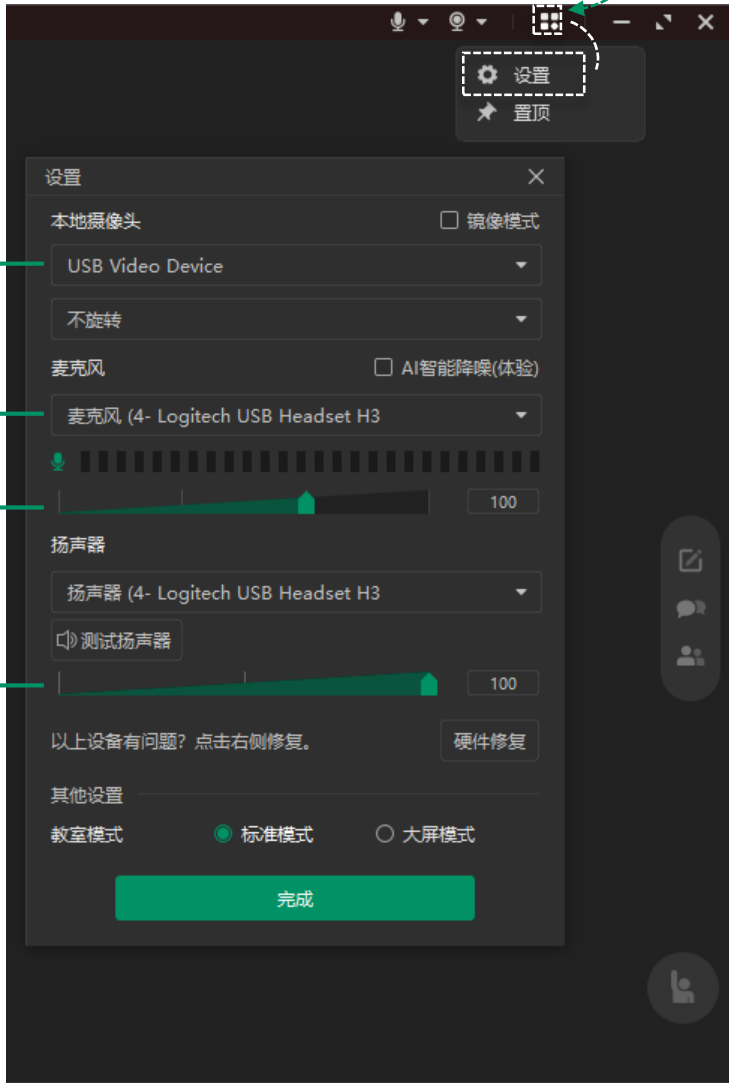 设置
置顶
设置
本地摄像头 镜像模式
USB Video Device
不旋转
麦克风 AI智能降噪(体验)
麦克风 (4- Logitech USB Headset H3
100
扬声器
扬声器 (4- Logitech USB Headset H3
测试扬声器
100
以上设备有问题？点击右侧修复。 硬件修复
其他设置
教室模式 标准模式 大屏模式
完成